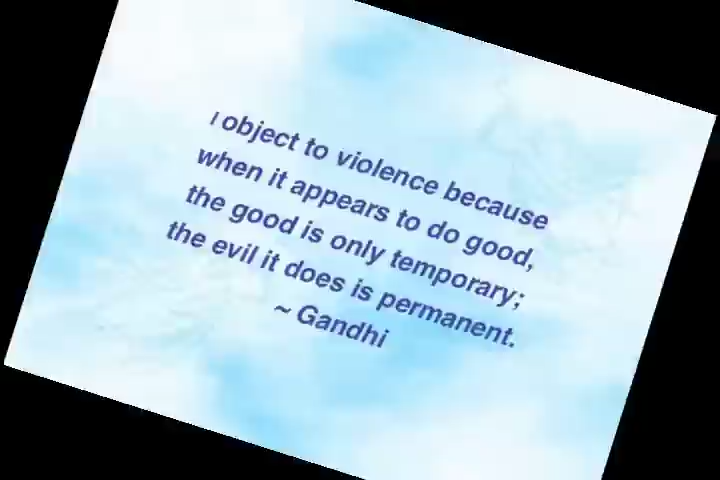 I object to violence because
when it appears to do good,
the good is only temporary;
the evil it does is permanent.
~ Gandhi